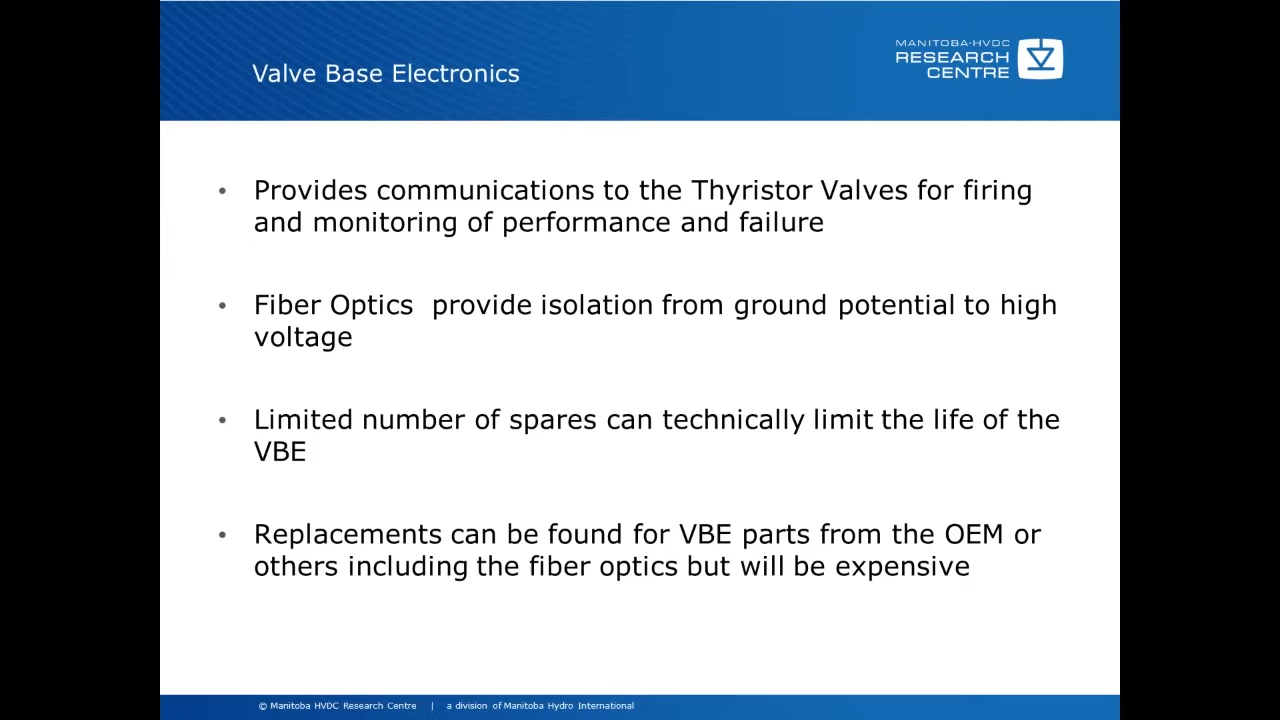 Valve Base Electronics
MANITOBA·HVDC
RESEARCH
CENTRE
• Provides communications to the Thyristor Valves for firing
and monitoring of performance and failure
• Fiber Optics  provide isolation from ground potential to high
voltage
• Limited number of spares can technically limit the life of the
VBE
• Replacements can be found for VBE parts from the OEM or
others including the fiber optics but will be expensive
© Manitoba HVDC Research Centre | a division of Manitoba Hydro International